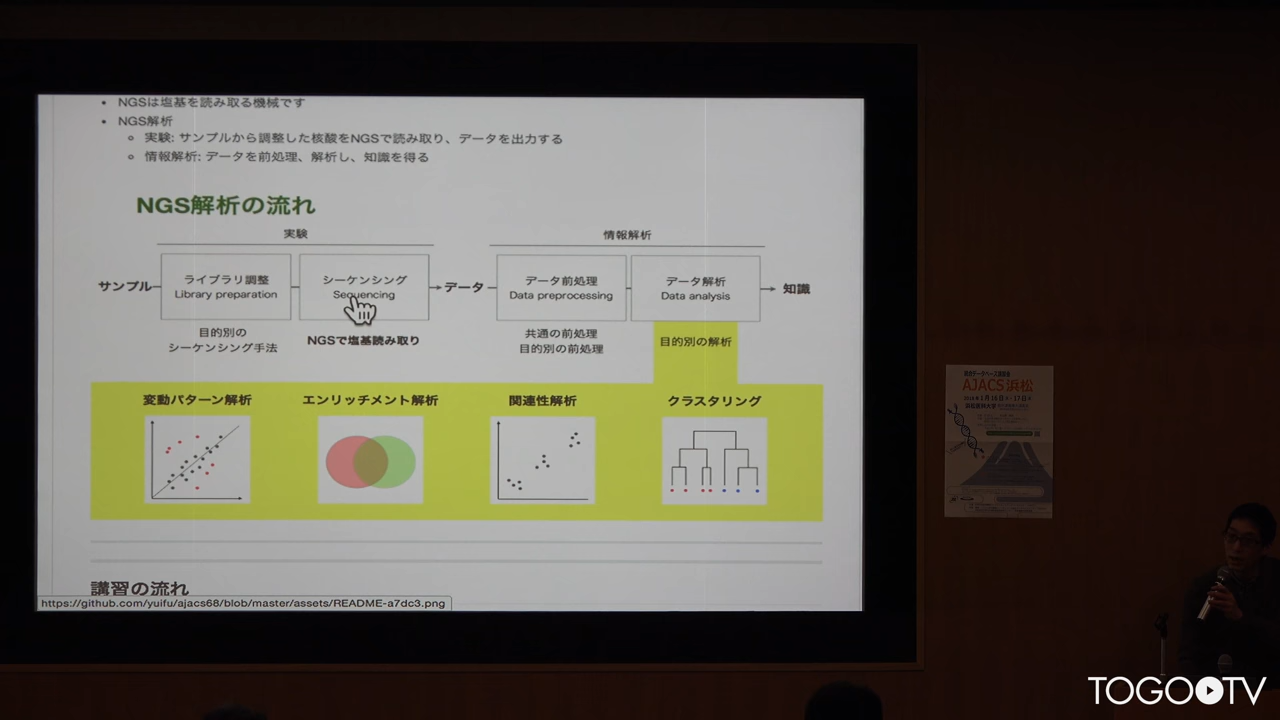 • NGSは塩基を読み取る機械です
• NGS解析
◦ 実験: サンプルから調整した核酸をNGSで読み取り、データを出力する
◦ 情報解析: データを前処理、解析し、知識を得る
NGS解析の流れ
実験
情報解析
サンプル
ライブラリ調整
Library preparation
シーケンシング
Sequencing
データ
データ前処理
Data preprocessing
データ解析
Data analysis
知識
目的別の
シーケンシング手法
NGSで塩基読み取り
共通の前処理
目的別の前処理
目的別の解析
変動パターン解析
エンリッチメント解析
関連性解析
クラスタリング
講習の流れ
https://github.com/yuifu/ajacs68/blob/master/assets/README-a7dc3.png
AJACS浜松
TOGO TV